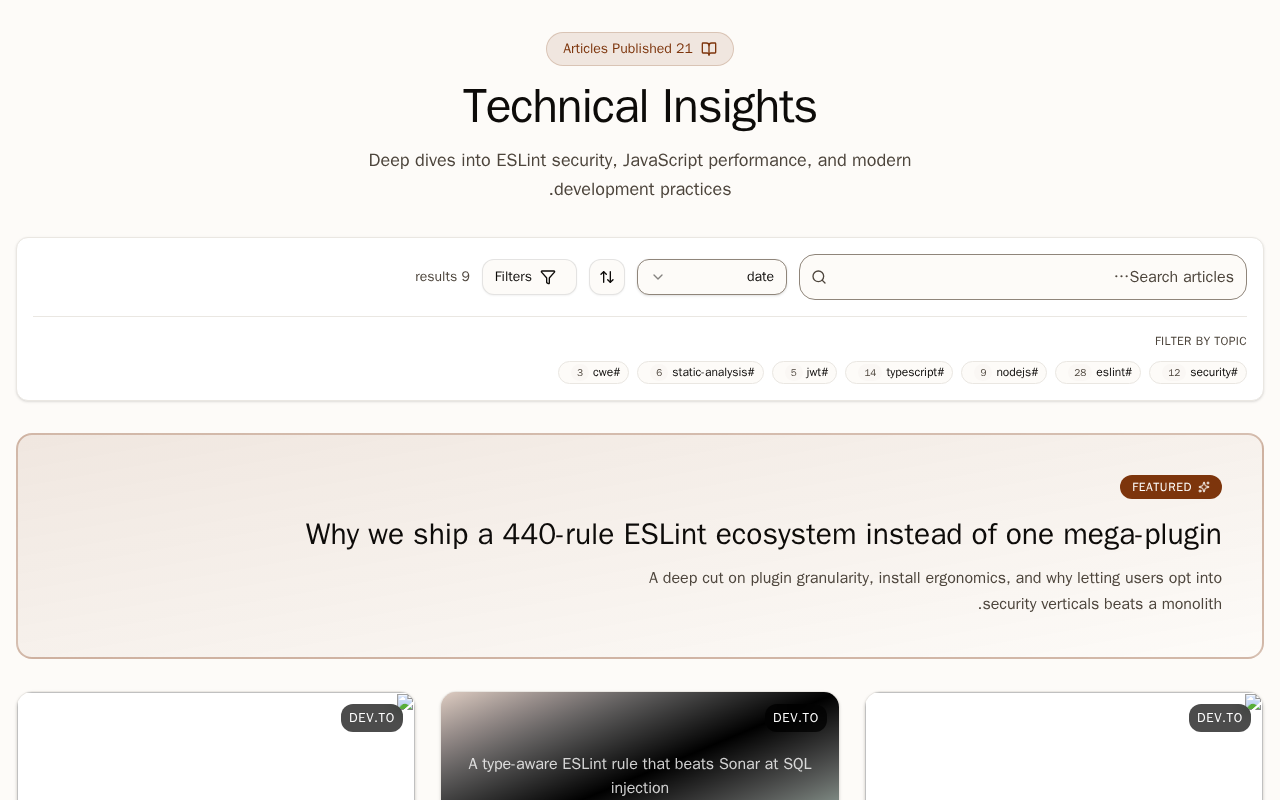 Articles Published 21
Technical Insights
Deep dives into ESLint security, JavaScript performance, and modern
.development practices
results 9
Filters
date
···Search articles
FILTER BY TOPIC
3 cwe#
6 static-analysis#
5 jwt#
14 typescript#
9 nodejs#
28 eslint#
12 security#
FEATURED
Why we ship a 440-rule ESLint ecosystem instead of one mega-plugin
A deep cut on plugin granularity, install ergonomics, and why letting users opt into
.security verticals beats a monolith
DEV.TO
DEV.TO
A type-aware ESLint rule that beats Sonar at SQL
injection
DEV.TO